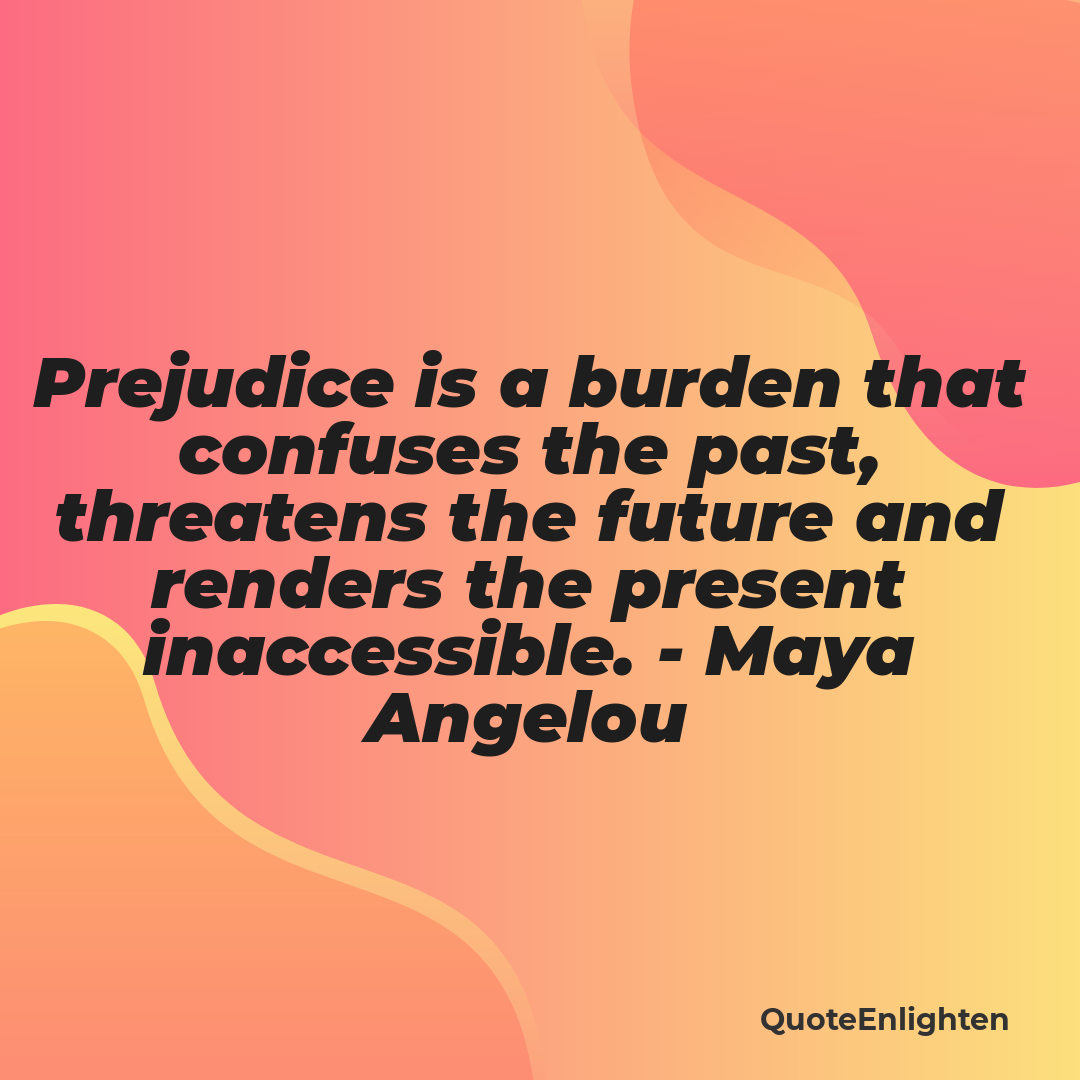 Prejudice is a burden that
confuses the past,
threatens the future and
renders the present
inaccessible. - Maya
Angelou
QuoteEnlighten